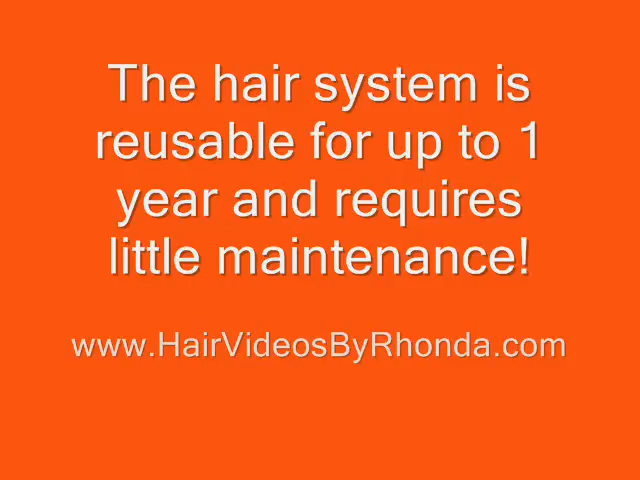 The hair system is
reusable for up to 1
year and requires
little maintenance!
www.HairVideosByRhonda.com